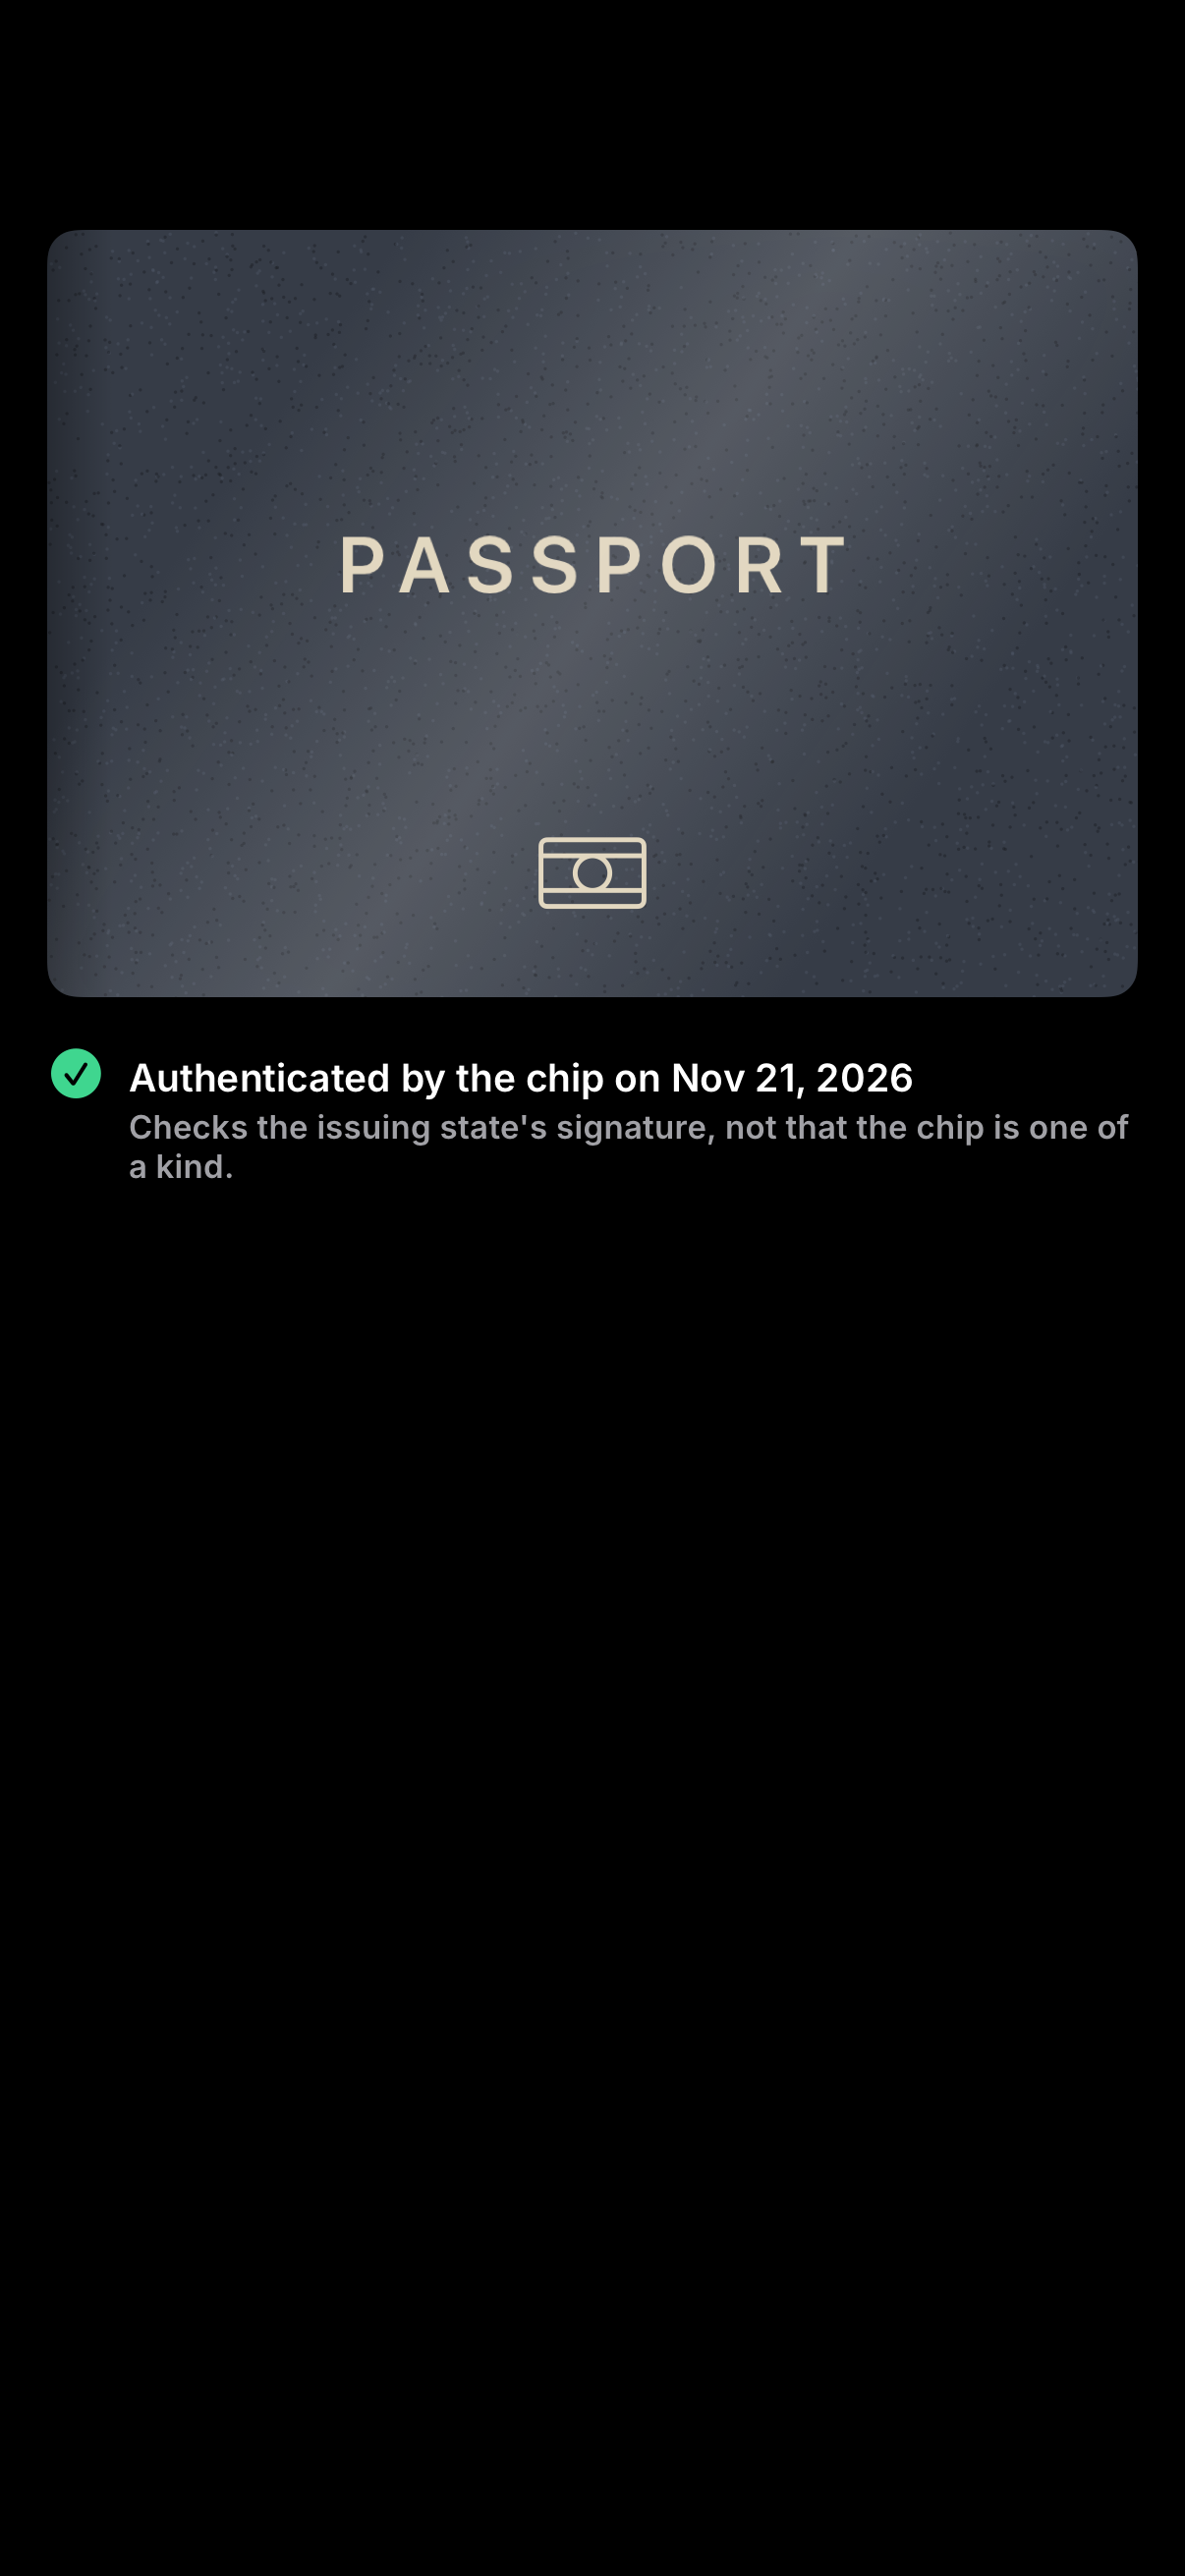 PASSPORT
Authenticated by the chip on Nov 21, 2026
Checks the issuing state's signature, not that the chip is one of
a kind.